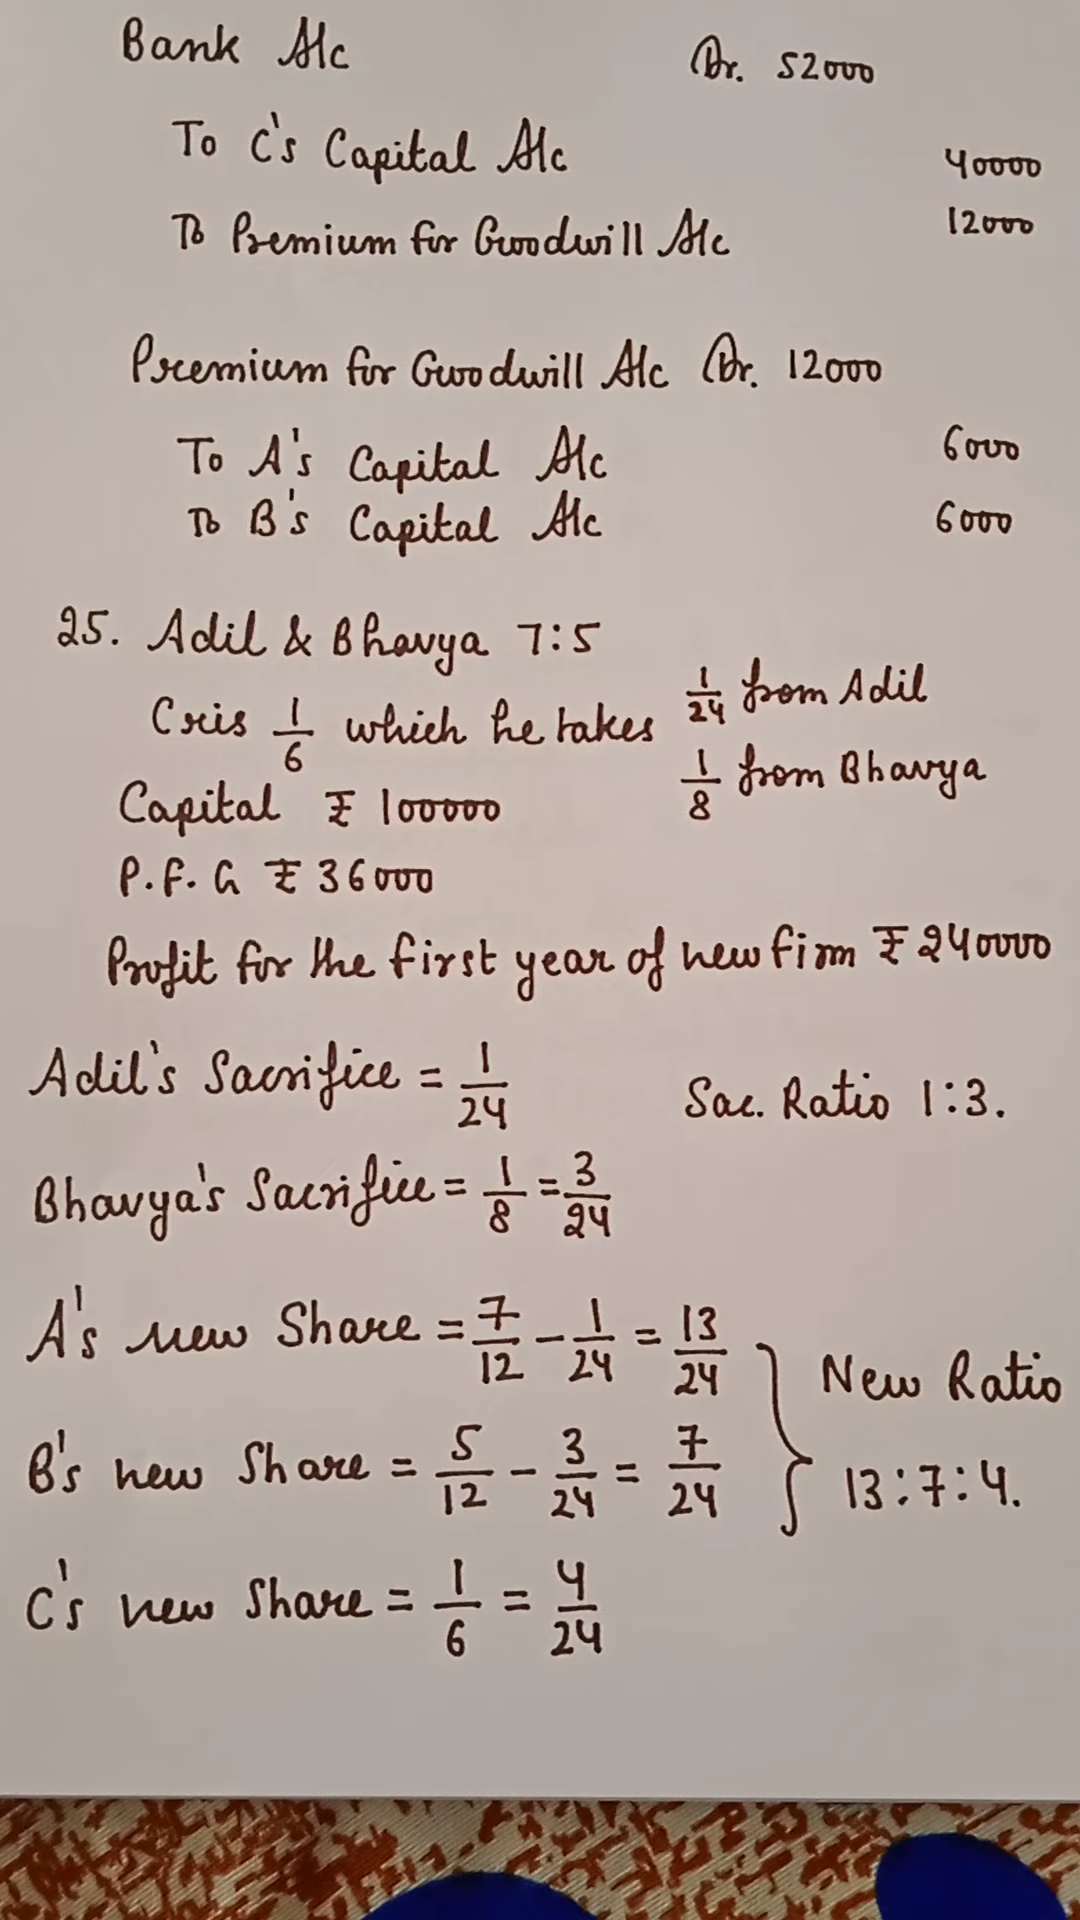 Bank A/c Dr. 52000
To C's Capital A/c 40000
To Premium for Goodwill A/c 12000
Premium for Goodwill A/c Dr. 12000
To A's Capital A/c 6000
To B's Capital A/c 6000
25. Adil & Bhavya 7:5
Cris 1/6 which he takes 1/24 from Adil
1/8 from Bhavya
Capital ₹ 100000
P.F.G ₹ 36000
Profit for the first year of new firm ₹ 240000
Adil's Sacrifice = 1/24 Sac. Ratio 1:3.
Bhavya's Sacrifice = 1/8 = 3/24
A's new Share = 7/12 - 1/24 = 13/24
New Ratio
B's new Share = 5/12 - 3/24 = 7/24
13:7:4.
C's new Share = 1/6 = 4/24